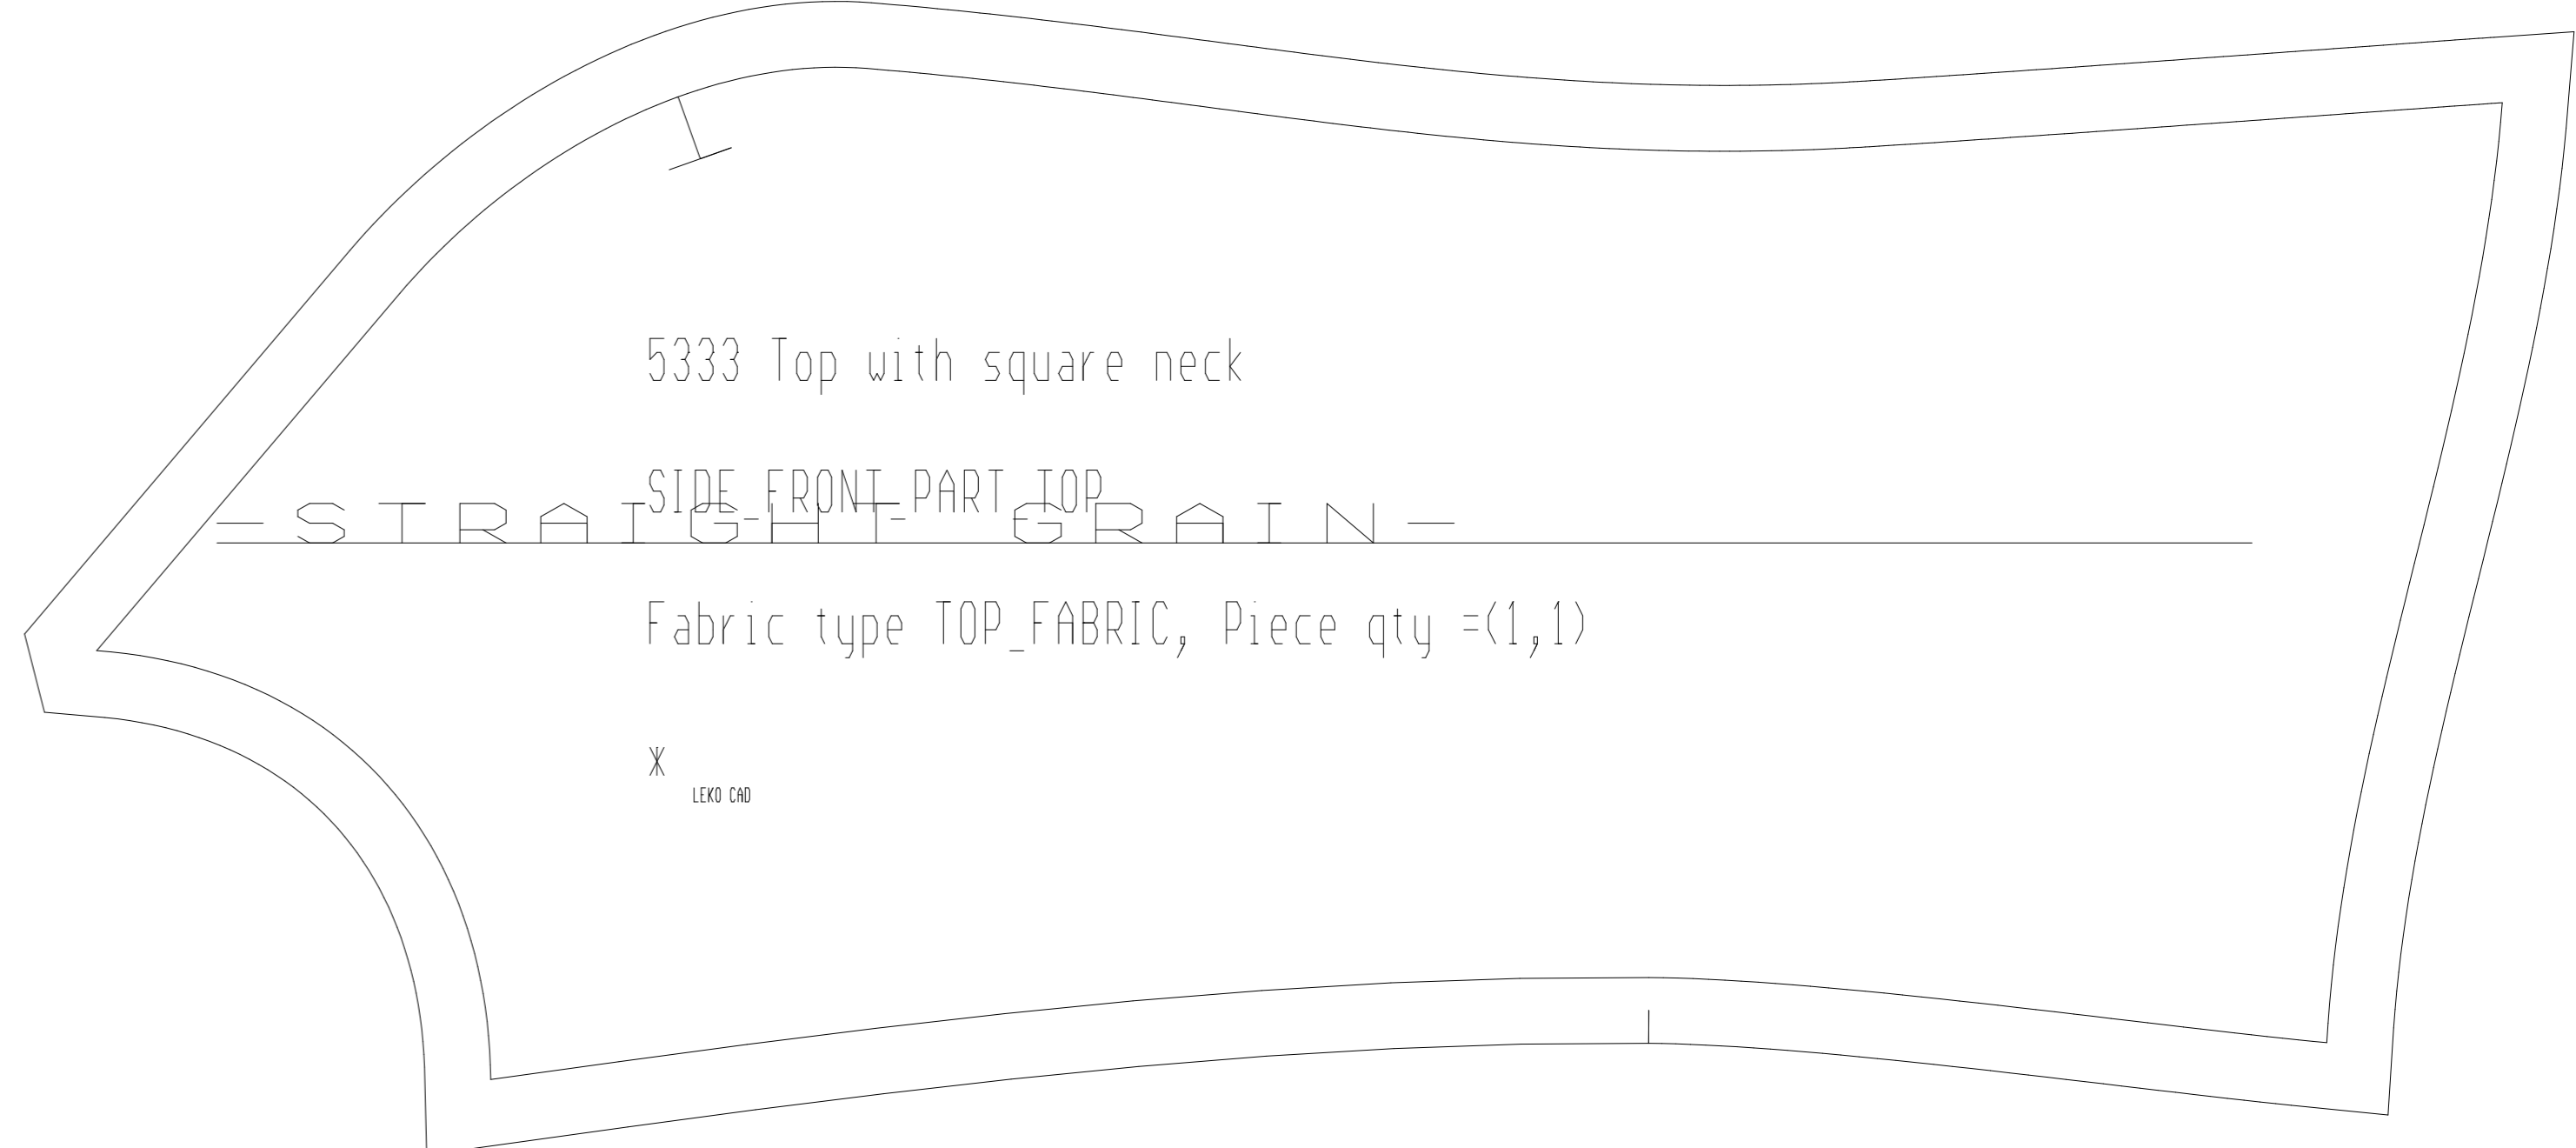 5333 Top with square neck
SIDE_FRONT_PART_TOP
-STRAIGHT GRAIN-
Fabric type TOP_FABRIC, Piece qty =(1,1)
*
LEKO CAD